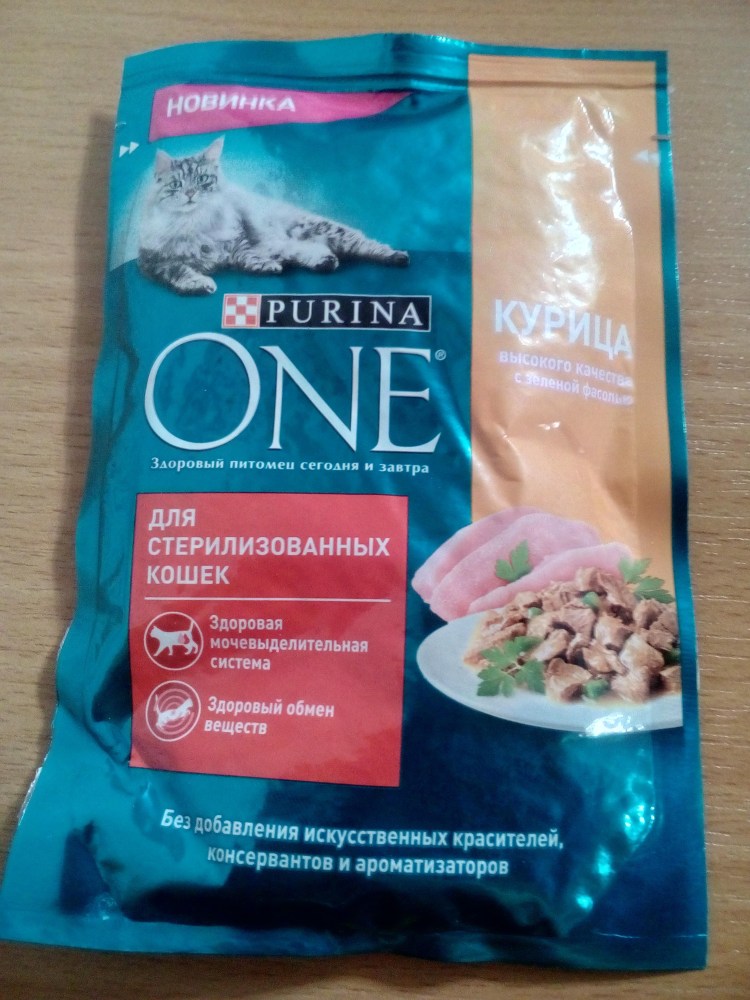 НОВИНКА
PURINA
ONE®
Здоровый питомец сегодня и завтра
КУРИЦА
высокого качества
с зеленой фасолью
ДЛЯ
СТЕРИЛИЗОВАННЫХ
КОШЕК
Здоровая
мочевыделительная
система
Здоровый обмен
веществ
Без добавления искусственных красителей,
консервантов и ароматизаторов